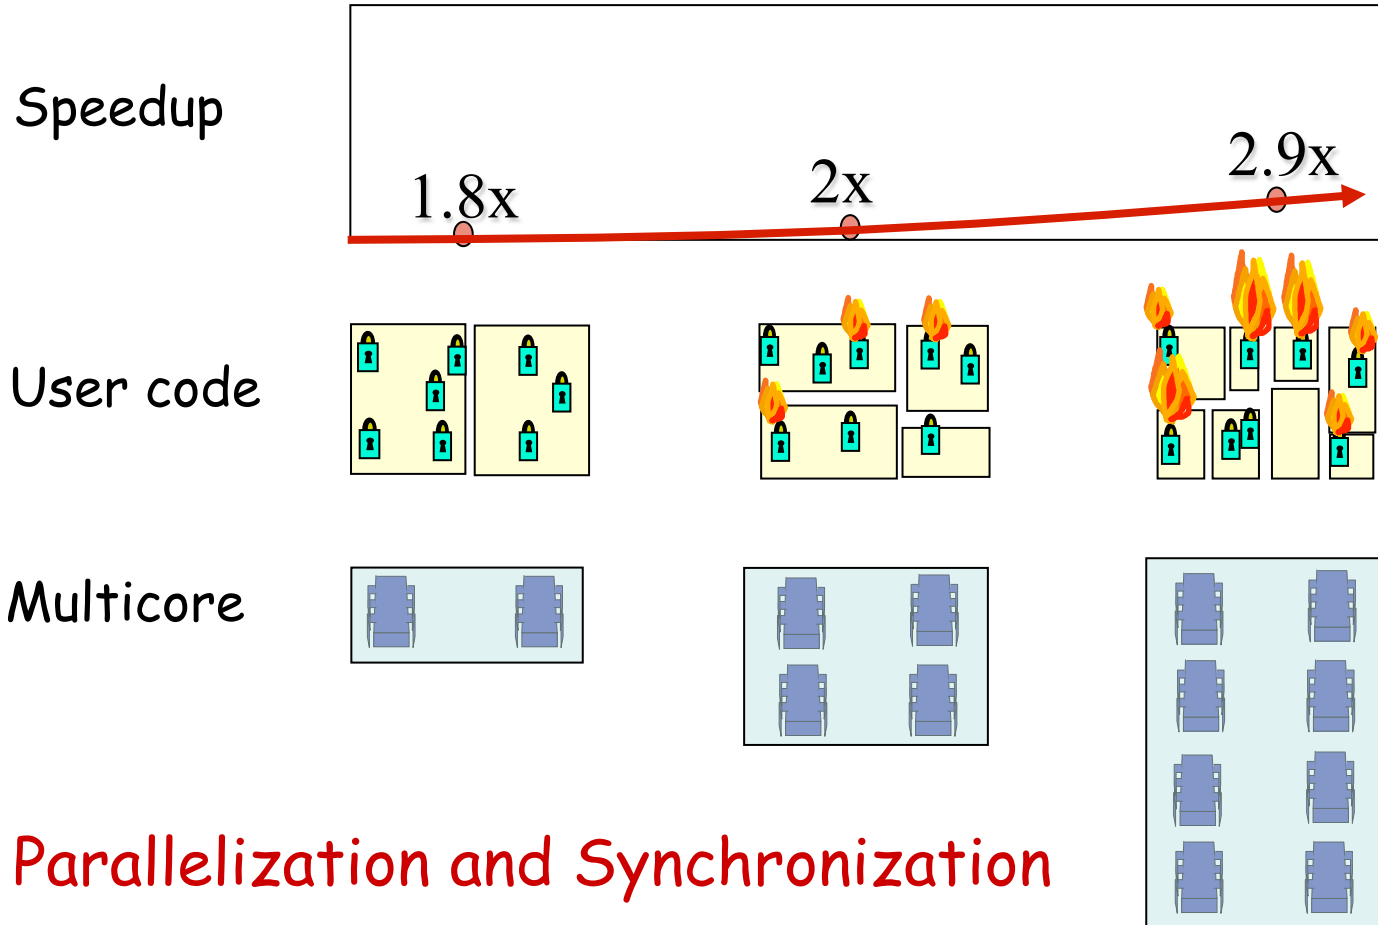 Speedup
1.8x
2x
2.9x
User code
Multicore
Parallelization and Synchronization